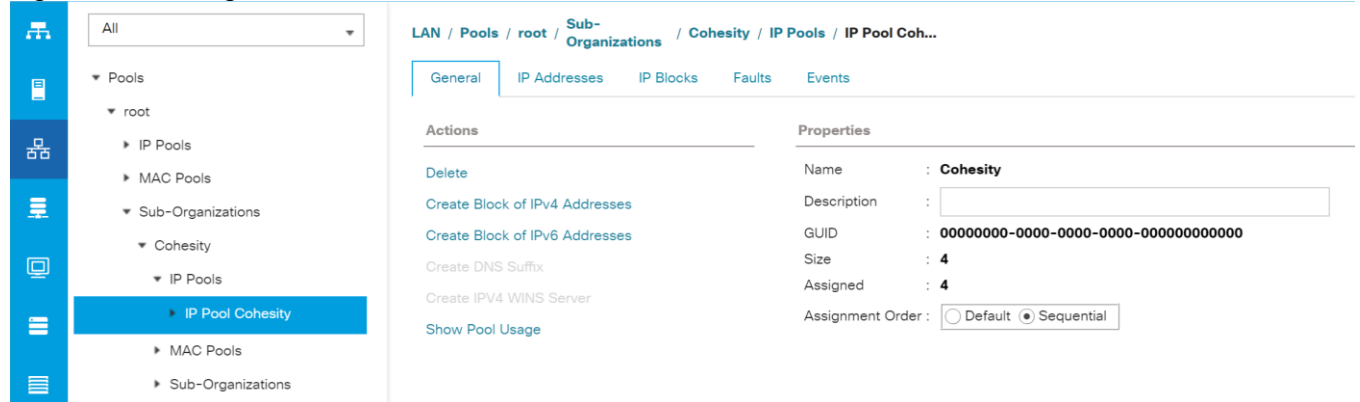 All
Pools
root
IP Pools
MAC Pools
Sub-Organizations
Cohesity
IP Pools
IP Pool Cohesity
MAC Pools
Sub-Organizations
LAN / Pools / root / Sub-Organizations / Cohesity / IP Pools / IP Pool Coh...
General IP Addresses IP Blocks Faults Events
Actions
Delete
Create Block of IPv4 Addresses
Create Block of IPv6 Addresses
Create DNS Suffix
Create IPV4 WINS Server
Show Pool Usage
Properties
Name : Cohesity
Description :
GUID : 00000000-0000-0000-0000-000000000000
Size : 4
Assigned : 4
Assignment Order : Default Sequential